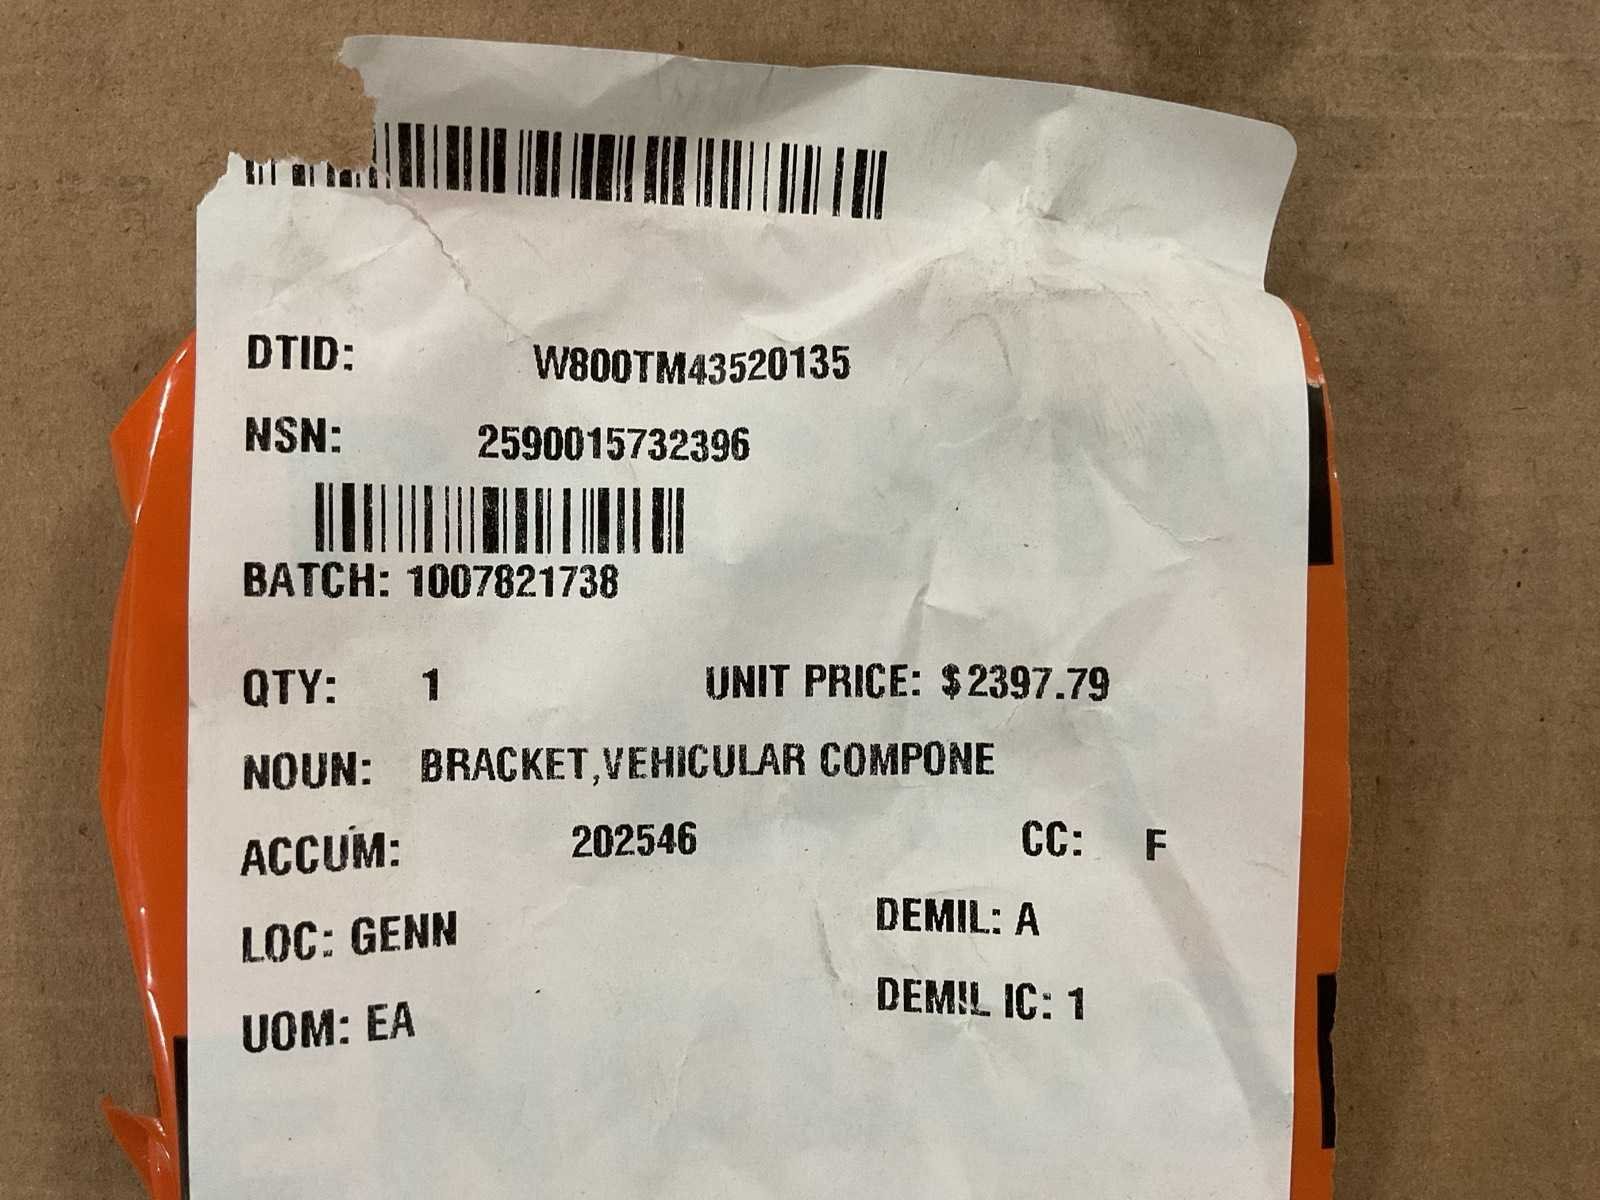 DTID: W800TM43520135
NSN: 2590015732396
BATCH: 1007821738
QTY: 1 UNIT PRICE: $2397.79
NOUN: BRACKET,VEHICULAR COMPONE
ACCUM: 202546 CC: F
LOC: GENN DEMIL: A
UOM: EA DEMIL IC: 1